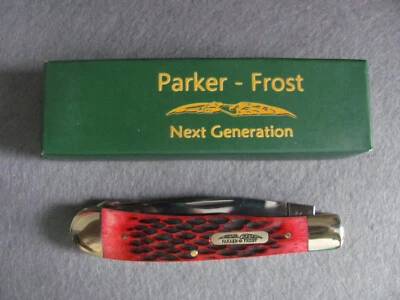 Parker - Frost
Next Generation
PARKER-FROST